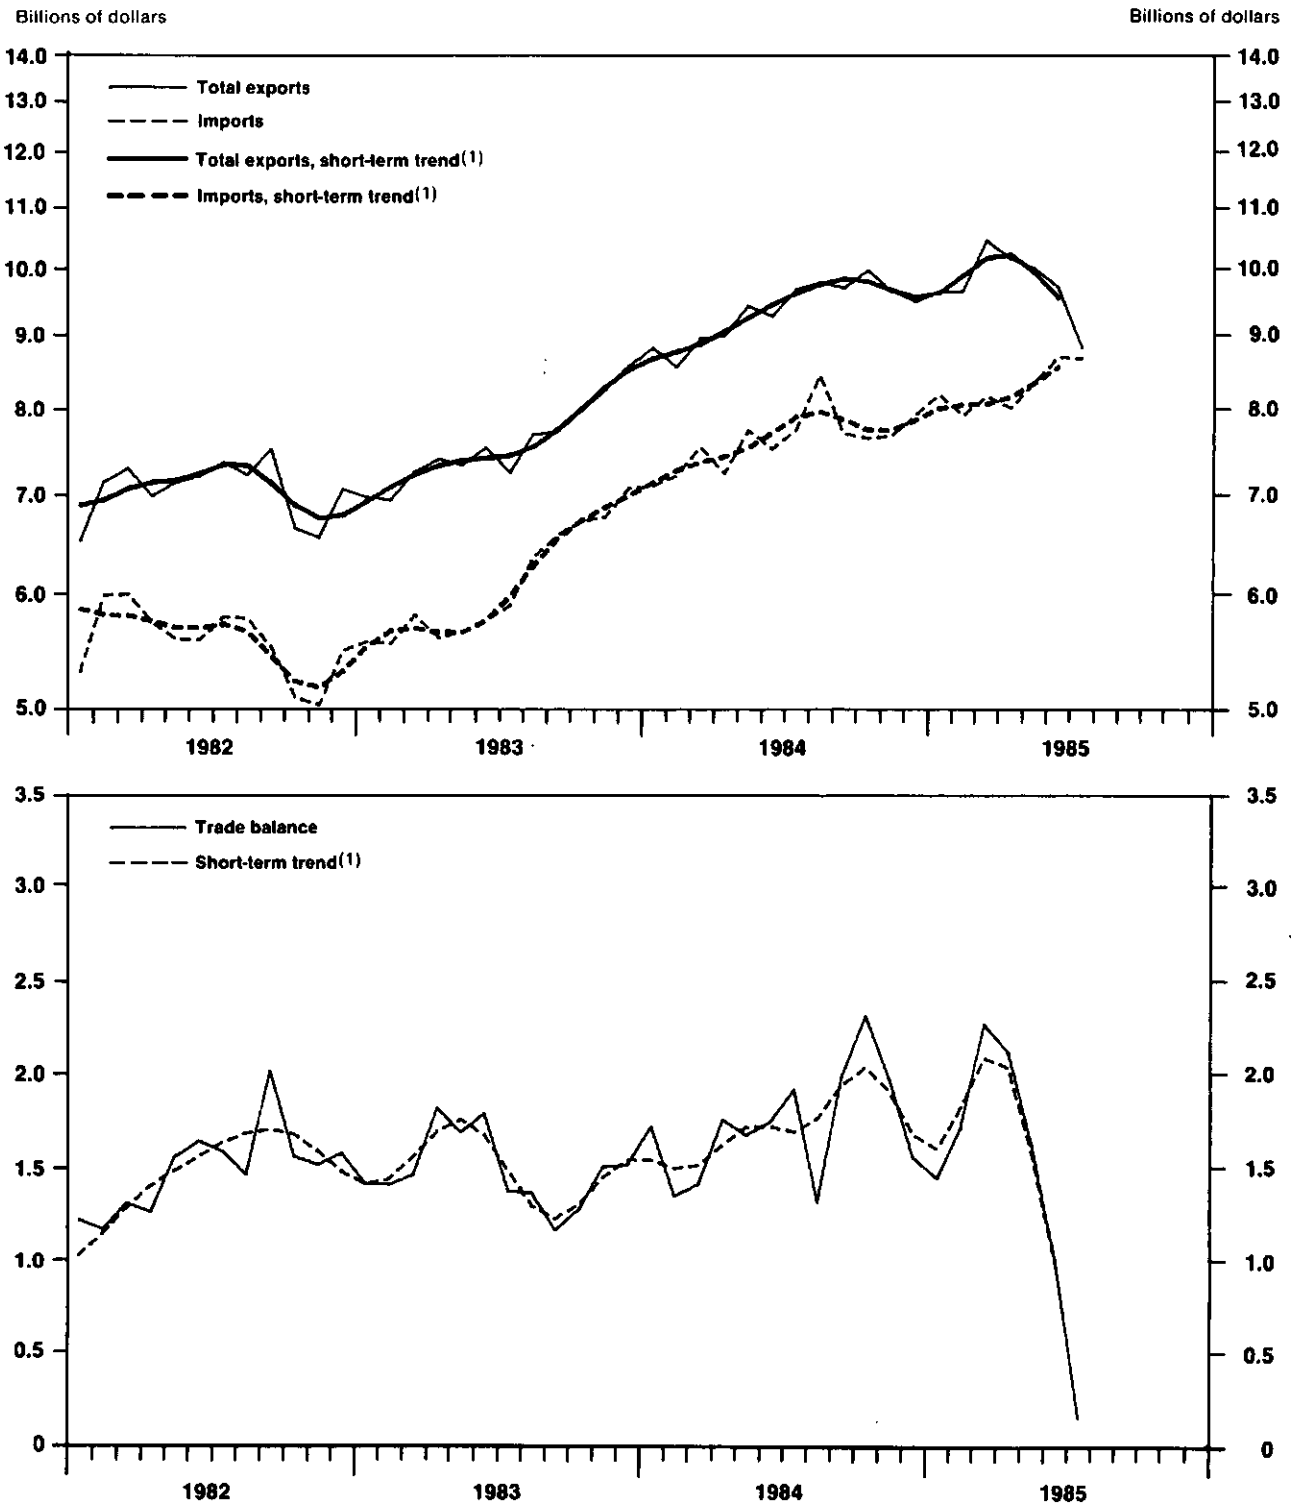 Billions of dollars Billions of dollars
14.0 14.0
Total exports
13.0 13.0
Imports
12.0 12.0
Total exports, short-term trend(1)
Imports, short-term trend(1)
11.0 11.0
10.0 10.0
9.0 9.0
8.0 8.0
7.0 7.0
6.0 6.0
5.0 5.0
1982 1983 1984 1985
3.5 3.5
Trade balance
Short-term trend(1)
3.0 3.0
2.5 2.5
2.0 2.0
1.5 1.5
1.0 1.0
0.5 0.5
0 0
1982 1983 1984 1985